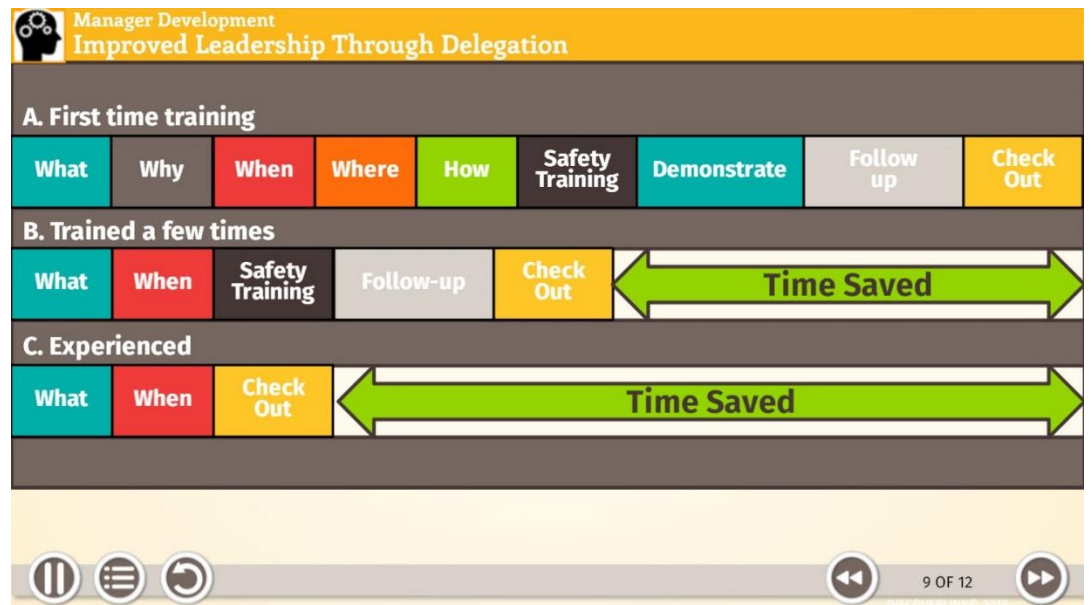 Manager Development
Improved Leadership Through Delegation
A. First time training
What
Why
When
Where
How
Safety
Training
Demonstrate
Follow
up
Check
Out
B. Trained a few times
What
When
Safety
Training
Follow-up
Check
Out
Time Saved
C. Experienced
What
When
Check
Out
Time Saved
9 OF 12